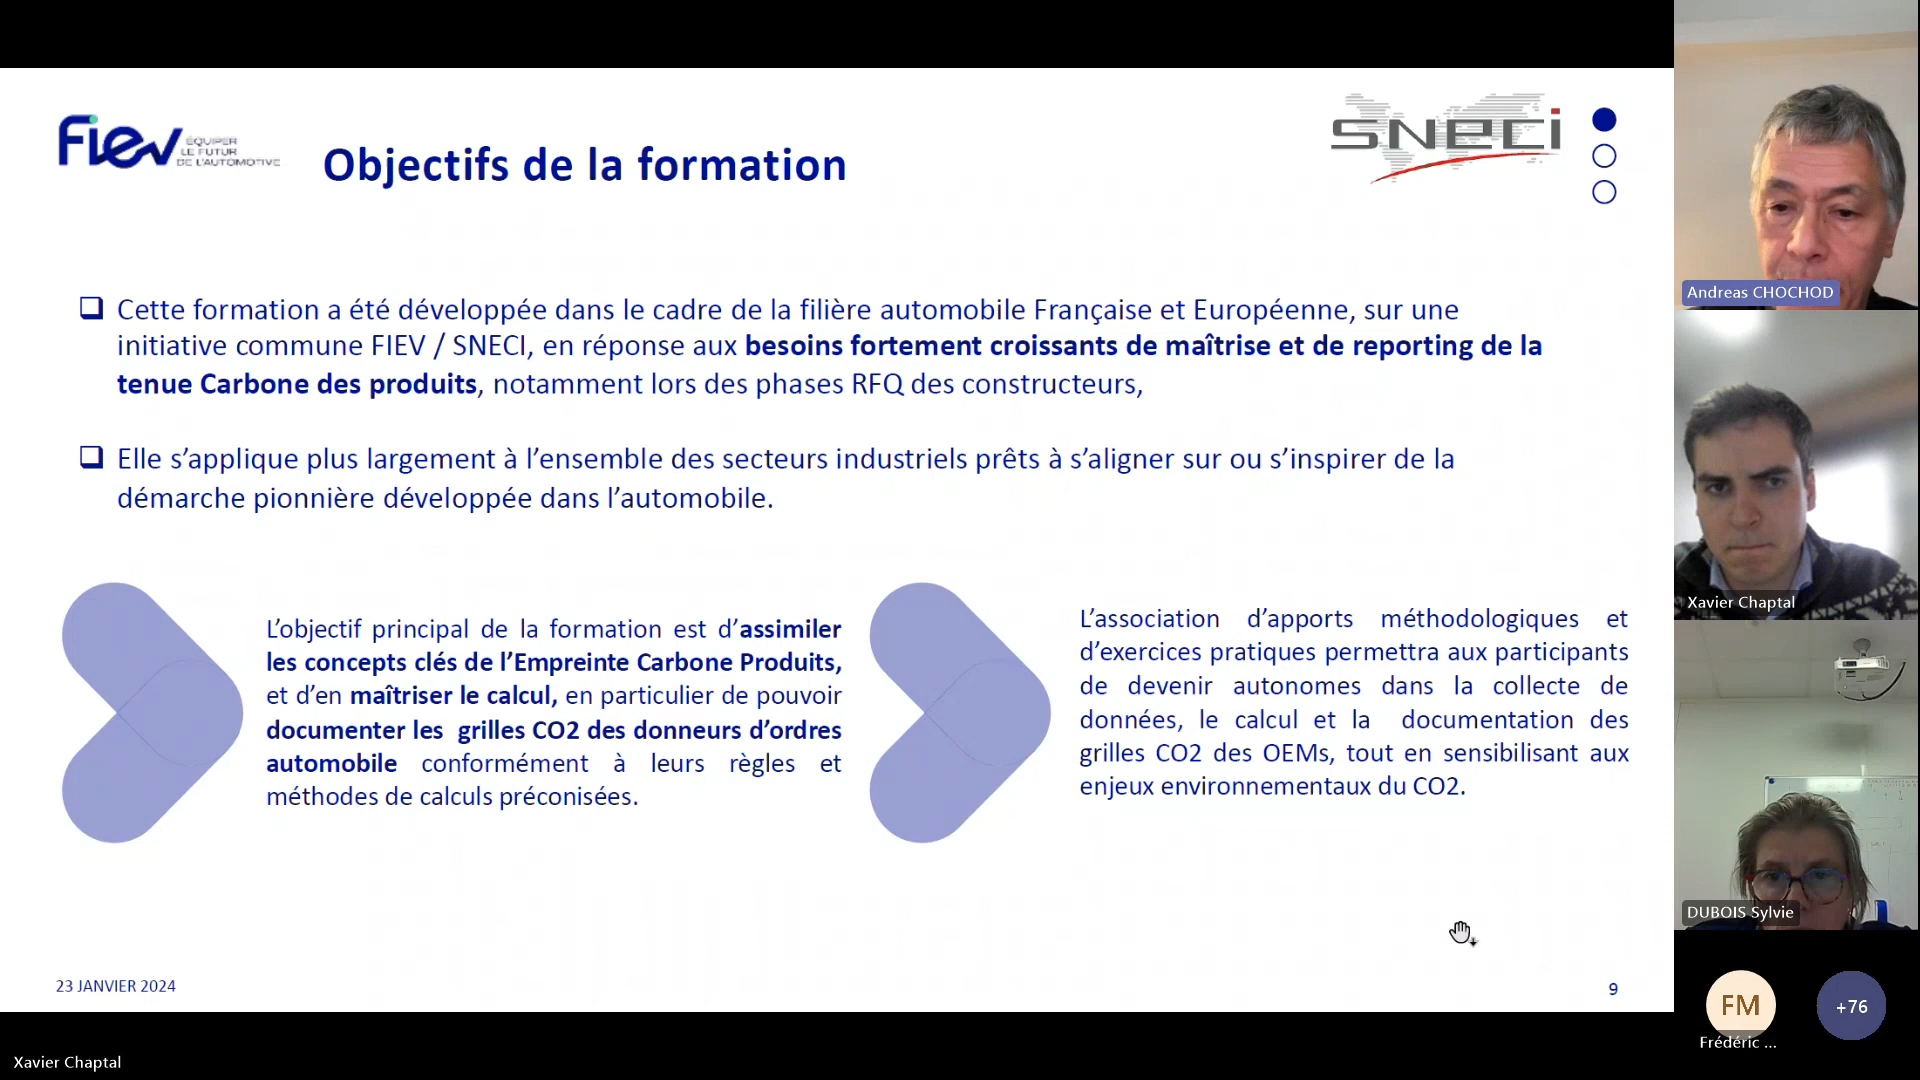 Fiev
ÉQUIPER
LE FUTUR
DE L'AUTOMOTIVE
SNECI
Objectifs de la formation
❑ Cette formation a été développée dans le cadre de la filière automobile Française et Européenne, sur une
initiative commune FIEV / SNECI, en réponse aux besoins fortement croissants de maîtrise et de reporting de la
tenue Carbone des produits, notamment lors des phases RFQ des constructeurs,
❑ Elle s’applique plus largement à l’ensemble des secteurs industriels prêts à s’aligner sur ou s’inspirer de la
démarche pionnière développée dans l’automobile.
L’objectif principal de la formation est d’assimiler
les concepts clés de l’Empreinte Carbone Produits,
et d’en maîtriser le calcul, en particulier de pouvoir
documenter les grilles CO2 des donneurs d’ordres
automobile conformément à leurs règles et
méthodes de calculs préconisées.
L’association d’apports méthodologiques et
d’exercices pratiques permettra aux participants
de devenir autonomes dans la collecte de
données, le calcul et la documentation des
grilles CO2 des OEMs, tout en sensibilisant aux
enjeux environnementaux du CO2.
23 JANVIER 2024
9
Andreas CHOCHOD
Xavier Chaptal
DUBOIS Sylvie
FM
Frédéric ...
+76
Xavier Chaptal